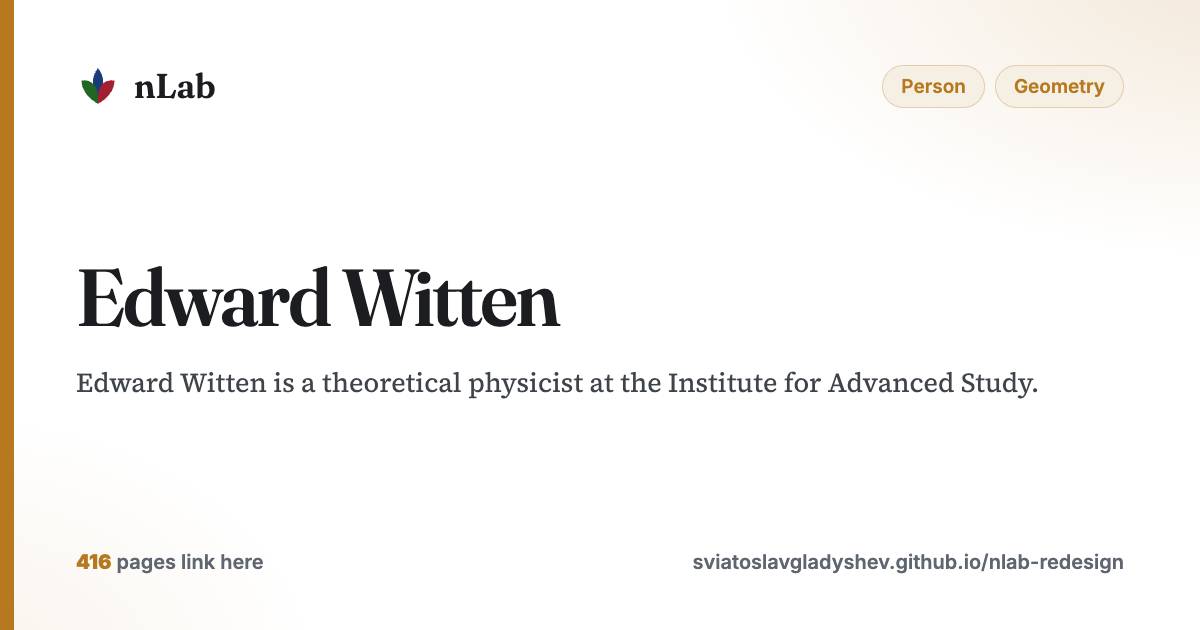 nLab
Person
Geometry
Edward Witten
Edward Witten is a theoretical physicist at the Institute for Advanced Study.
416 pages link here
sviatoslavgladyshev.github.io/nlab-redesign